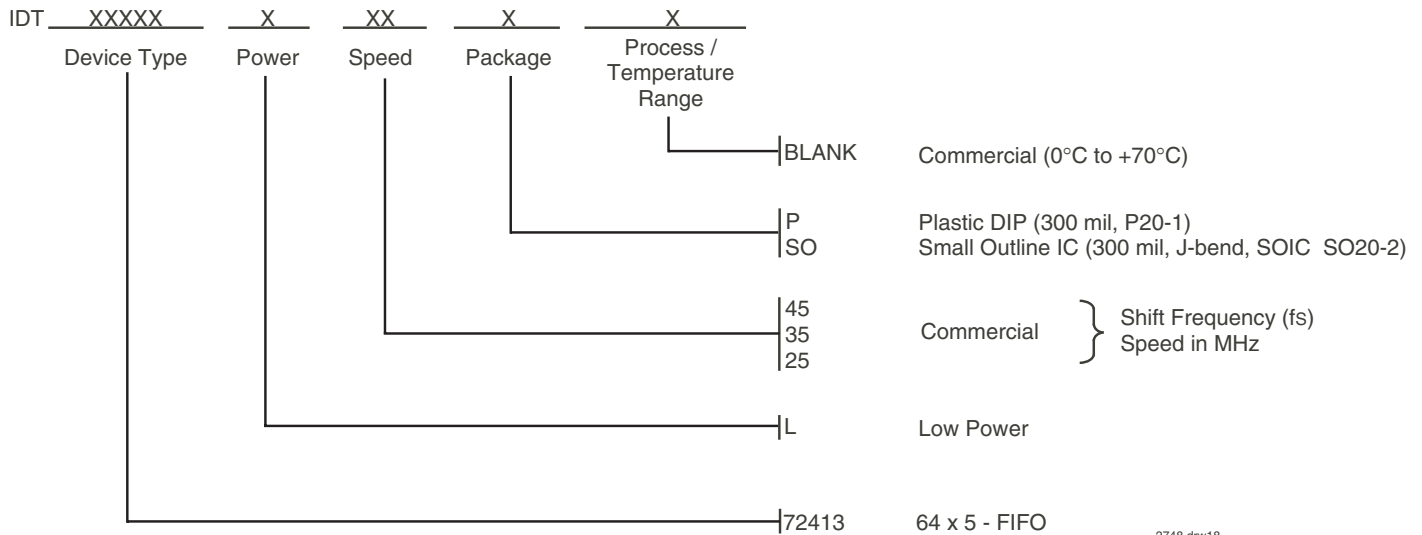 IDT XXXXX X XX X X
Device Type Power Speed Package Process / Temperature Range
BLANK Commercial (0°C to +70°C)
P Plastic DIP (300 mil, P20-1)
SO Small Outline IC (300 mil, J-bend, SOIC SO20-2)
45
35 Commercial } Shift Frequency (fs)
25 Speed in MHz
L Low Power
72413 64 x 5 - FIFO